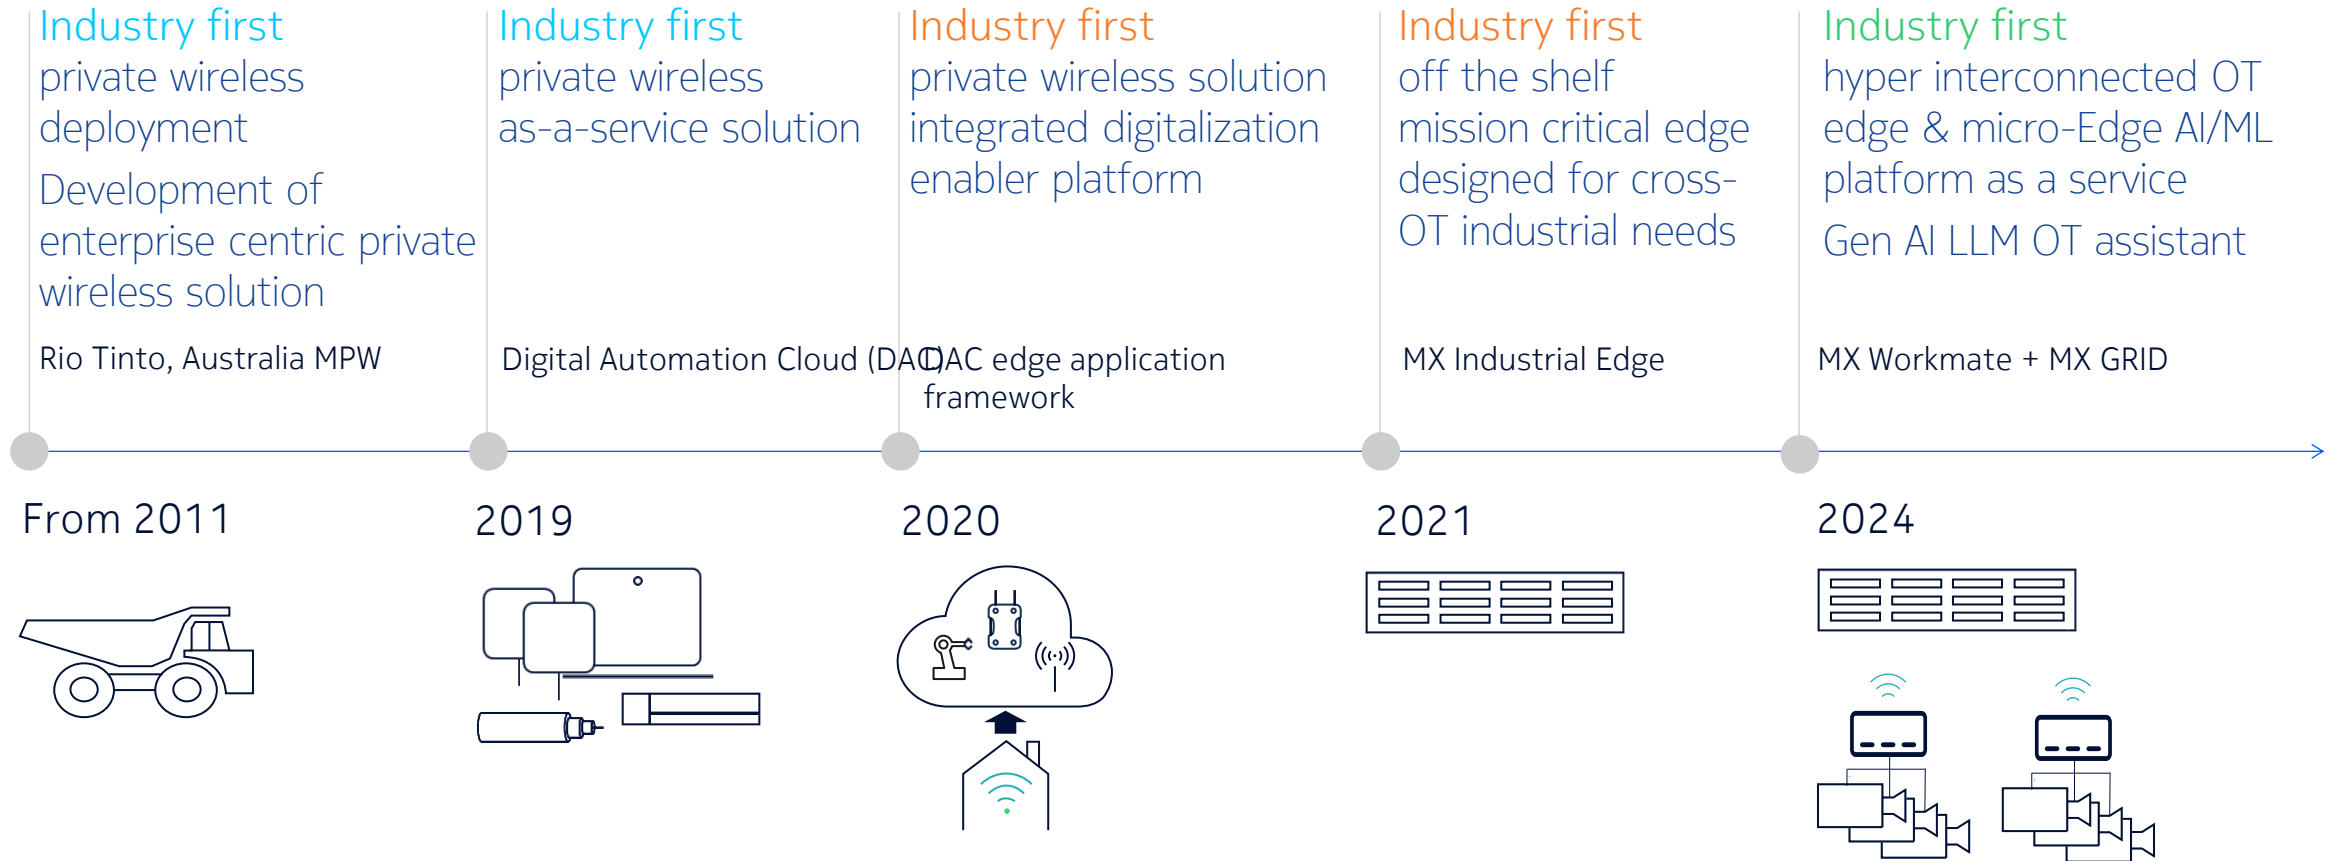 Industry first
private wireless
deployment
Development of
enterprise centric private
wireless solution
Rio Tinto, Australia MPW
From 2011
Industry first
private wireless
as-a-service solution
Digital Automation Cloud (DAC)
2019
Industry first
private wireless solution
integrated digitalization
enabler platform
DAC edge application
framework
2020
Industry first
off the shelf
mission critical edge
designed for cross-
OT industrial needs
MX Industrial Edge
2021
Industry first
hyper interconnected OT
edge & micro-Edge AI/ML
platform as a service
Gen AI LLM OT assistant
MX Workmate + MX GRID
2024